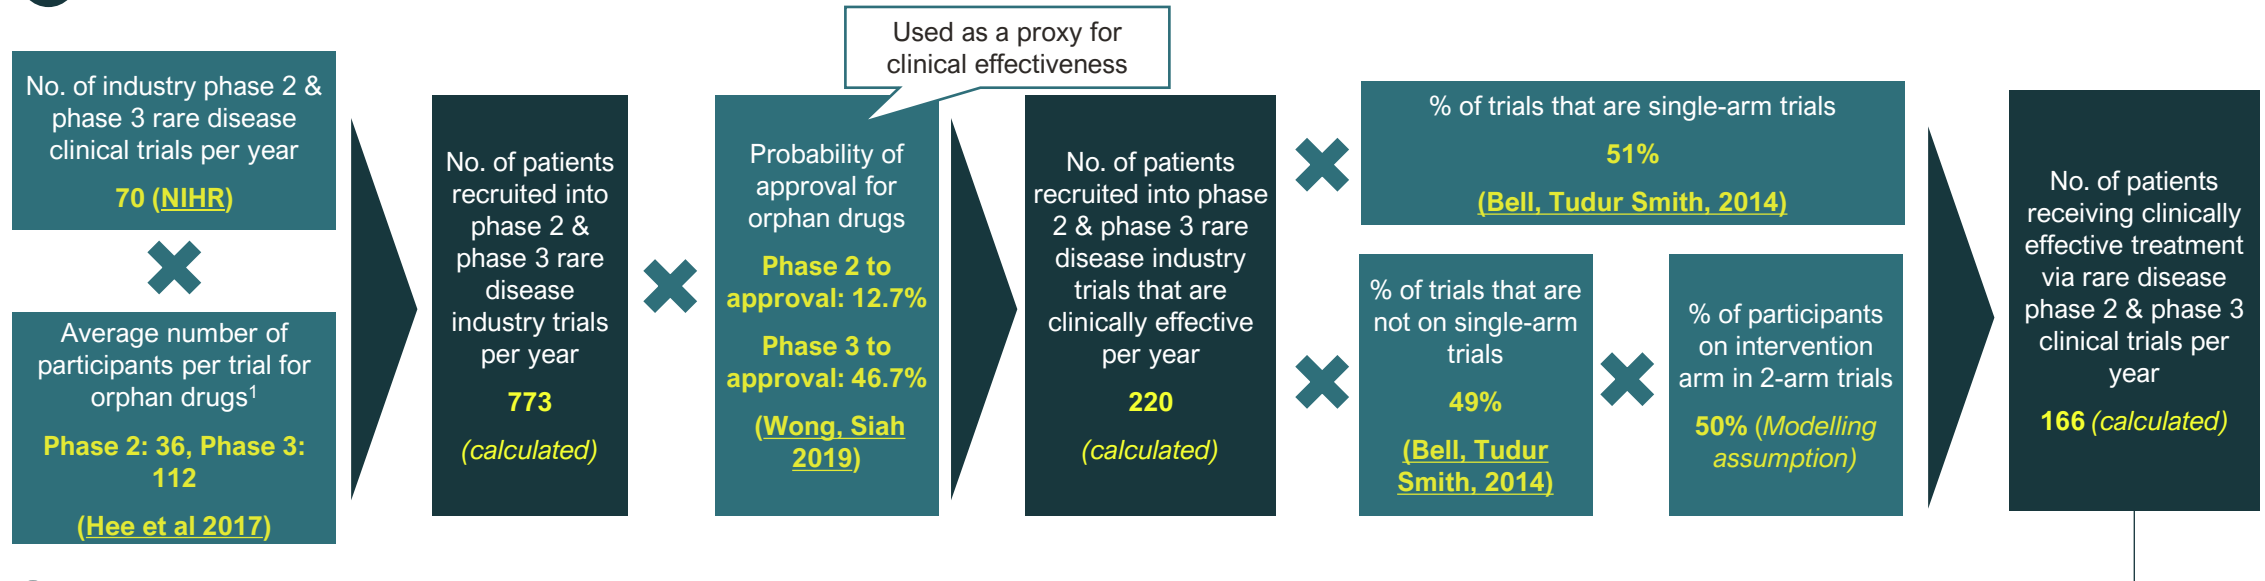 Used as a proxy for
clinical effectiveness
No. of industry phase 2 &
phase 3 rare disease
clinical trials per year
70 (NIHR)
Average number of
participants per trial for
orphan drugs1
Phase 2: 36, Phase 3:
112
(Hee et al 2017)
No. of patients
recruited into
phase 2 &
phase 3 rare
disease
industry trials
per year
773
(calculated)
Probability of
approval for
orphan drugs
Phase 2 to
approval: 12.7%
Phase 3 to
approval: 46.7%
(Wong, Siah
2019)
No. of patients
recruited into phase
2 & phase 3 rare
disease industry
trials that are
clinically effective
per year
220
(calculated)
% of trials that are single-arm trials
51%
(Bell, Tudur Smith, 2014)
% of trials that are
not on single-arm
trials
49%
(Bell, Tudur
Smith, 2014)
% of participants
on intervention
arm in 2-arm trials
50% (Modelling
assumption)
No. of patients
receiving clinically
effective treatment
via rare disease
phase 2 & phase 3
clinical trials per
year
166 (calculated)